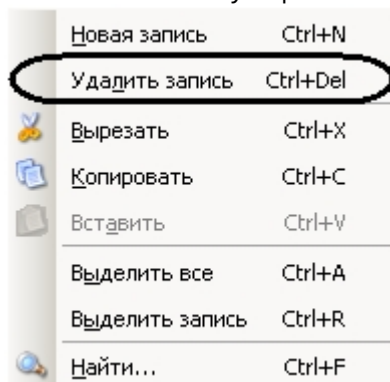 Новая запись Ctrl+N
Удалить запись Ctrl+Del
Вырезать Ctrl+X
Копировать Ctrl+C
Вставить Ctrl+V
Выделить все Ctrl+A
Выделить запись Ctrl+R
Найти... Ctrl+F